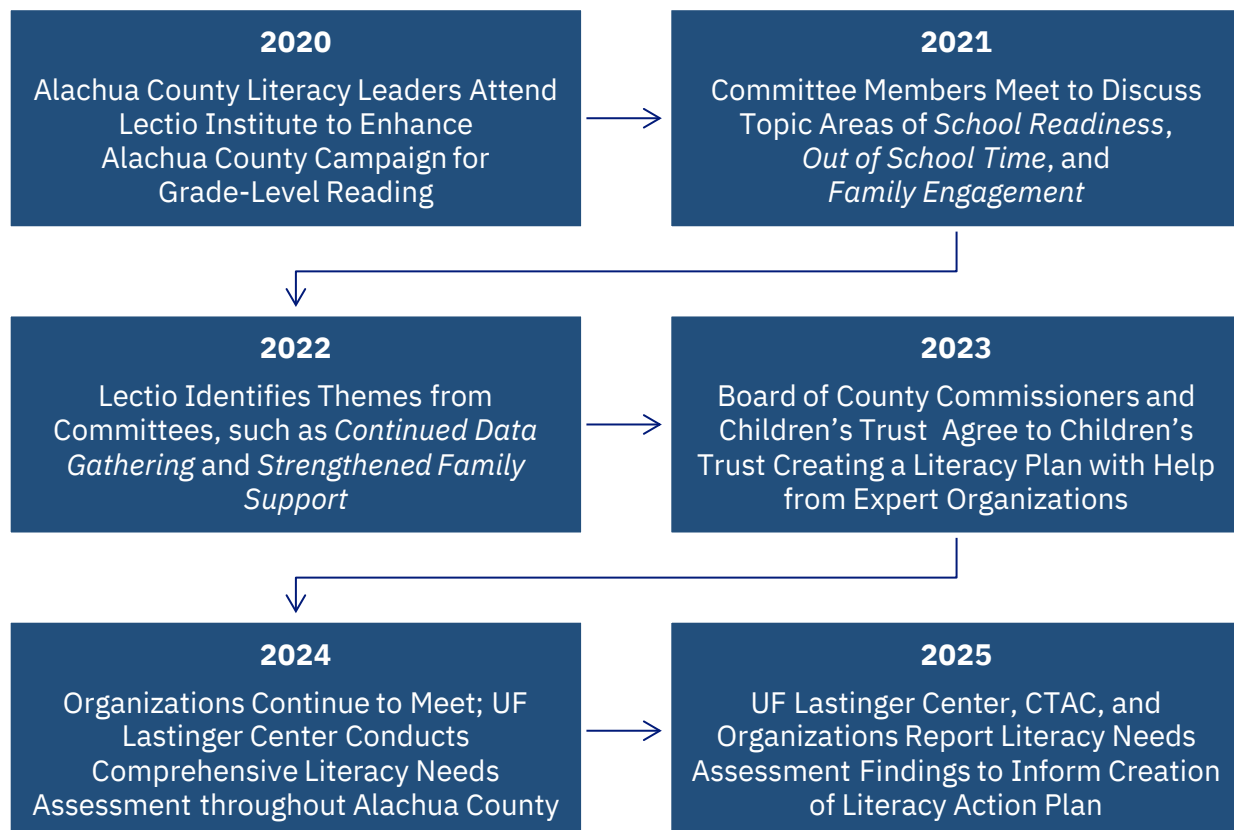 2020
Alachua County Literacy Leaders Attend
Lectio Institute to Enhance
Alachua County Campaign for
Grade-Level Reading
2021
Committee Members Meet to Discuss
Topic Areas of School Readiness,
Out of School Time, and
Family Engagement
2022
Lectio Identifies Themes from
Committees, such as Continued Data
Gathering and Strengthened Family
Support
2023
Board of County Commissioners and
Children’s Trust  Agree to Children’s
Trust Creating a Literacy Plan with Help
from Expert Organizations
2024
Organizations Continue to Meet; UF
Lastinger Center Conducts
Comprehensive Literacy Needs
Assessment throughout Alachua County
2025
UF Lastinger Center, CTAC, and
Organizations Report Literacy Needs
Assessment Findings to Inform Creation
of Literacy Action Plan